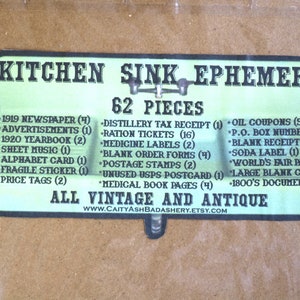 KITCHEN SINK EPHEMER
62 PIECES
•1919 NEWSPAPER (4)
•ADVERTISEMENTS (1)
•1920 YEARBOOK (2)
•SHEET MUSIC (1)
•ALPHABET CARD (1)
•FRAGILE STICKER (1)
•PRICE TAGS (2)
•DISTILLERY TAX RECEIPT (1)
•RATION TICKETS (16)
•MEDICINE LABELS (2)
•BLANK ORDER FORMS (4)
•POSTAGE STAMPS (2)
•UNUSED USPS POSTCARD (1)
•MEDICAL BOOK PAGES (4)
•OIL COUPONS (
•P.O. BOX NUMBE
•BLANK RECEIPT
•SODA LABEL (1)
•WORLD'S FAIR
•LARGE BLANK C
•1800'S DOCUME
ALL VINTAGE AND ANTIQUE
WWW.CAITYASHBADASHERY.ETSY.COM